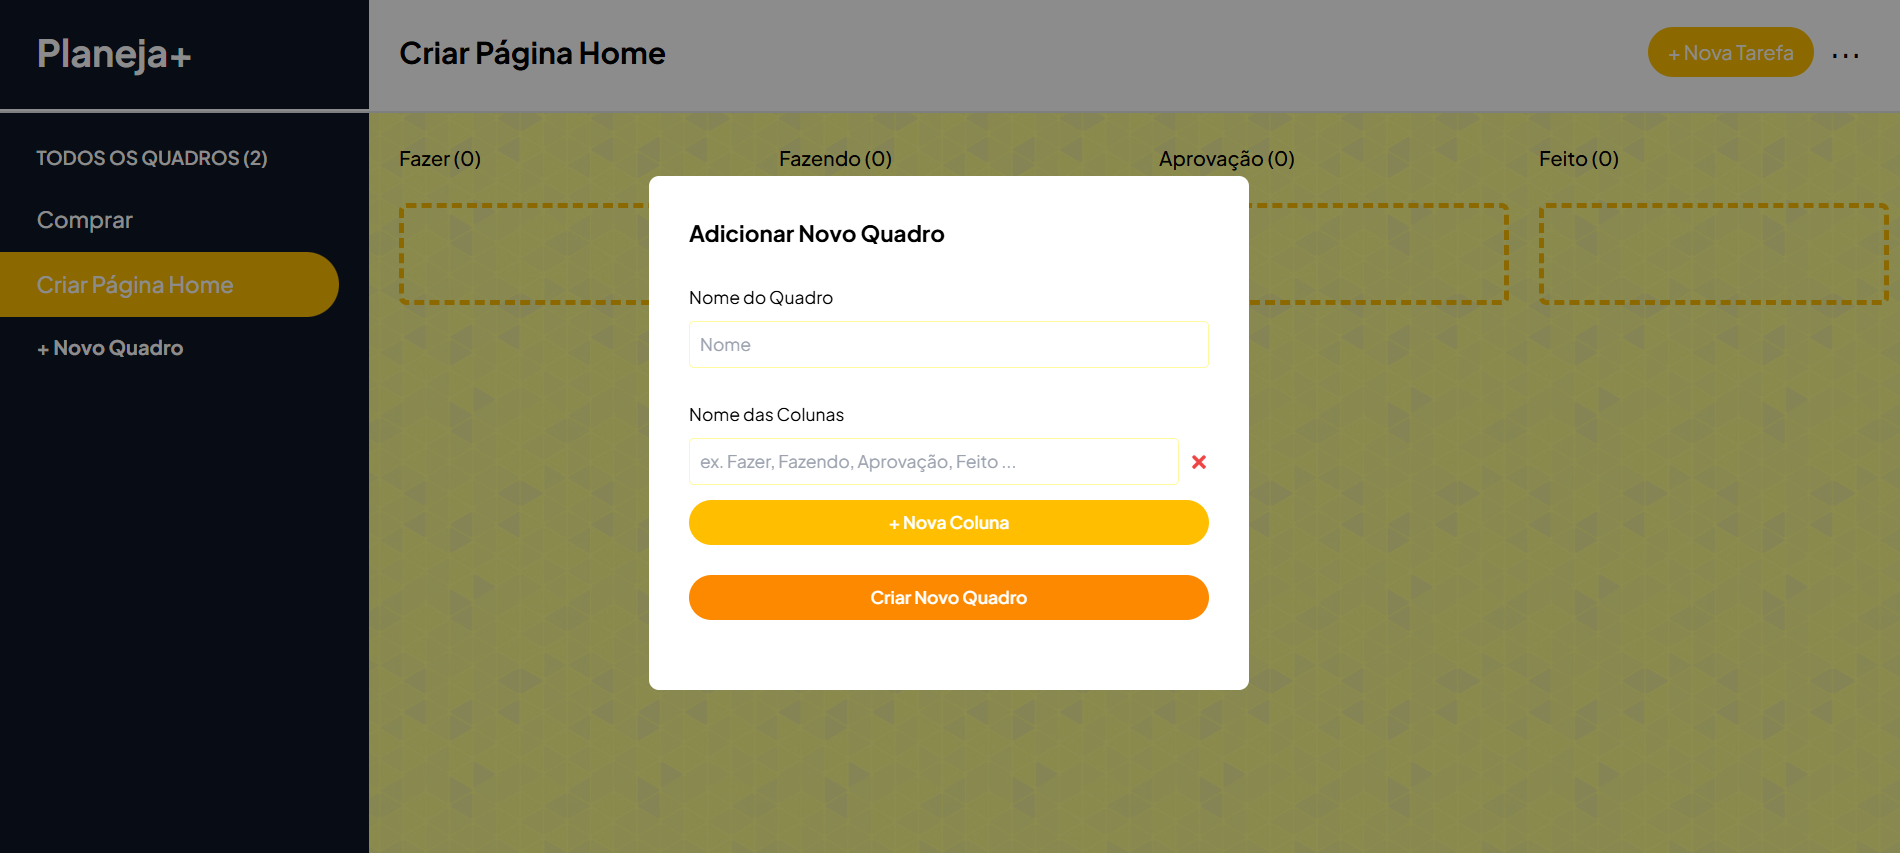 Planeja+
Criar Página Home
+ Nova Tarefa
...
TODOS OS QUADROS (2)
Comprar
Criar Página Home
+ Novo Quadro
Fazer (0)
Fazendo (0)
Aprovação (0)
Feito (0)
Adicionar Novo Quadro
Nome do Quadro
Nome
Nome das Colunas
ex. Fazer, Fazendo, Aprovação, Feito ...
+ Nova Coluna
Criar Novo Quadro